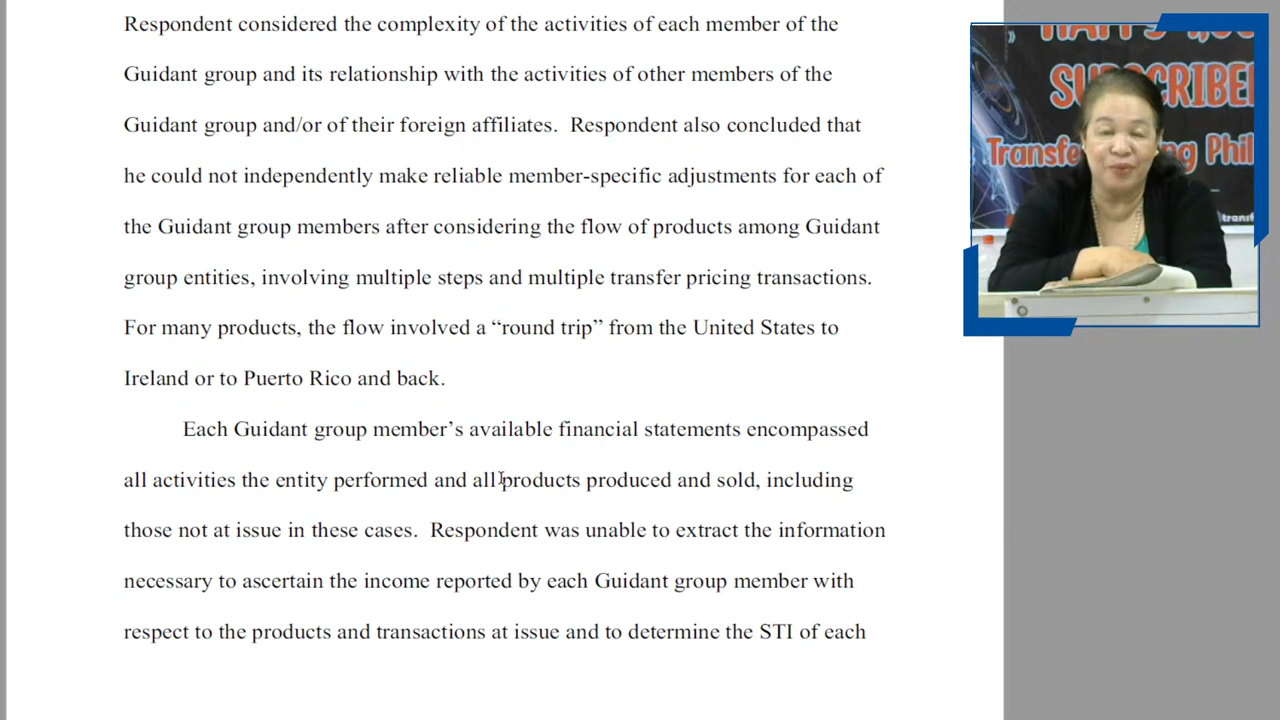 Respondent considered the complexity of the activities of each member of the
Guidant group and its relationship with the activities of other members of the
Guidant group and/or of their foreign affiliates.  Respondent also concluded that
he could not independently make reliable member-specific adjustments for each of
the Guidant group members after considering the flow of products among Guidant
group entities, involving multiple steps and multiple transfer pricing transactions.
For many products, the flow involved a “round trip” from the United States to
Ireland or to Puerto Rico and back.
Each Guidant group member’s available financial statements encompassed
all activities the entity performed and all products produced and sold, including
those not at issue in these cases.  Respondent was unable to extract the information
necessary to ascertain the income reported by each Guidant group member with
respect to the products and transactions at issue and to determine the STI of each